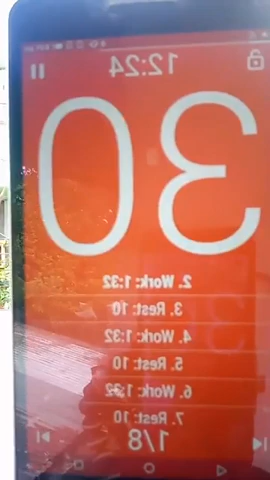 12:24
30
2. Work: 1:32
3. Rest: 10
4. Work: 1:32
5. Rest: 10
6. Work: 1:32
7. Rest: 10
1/8